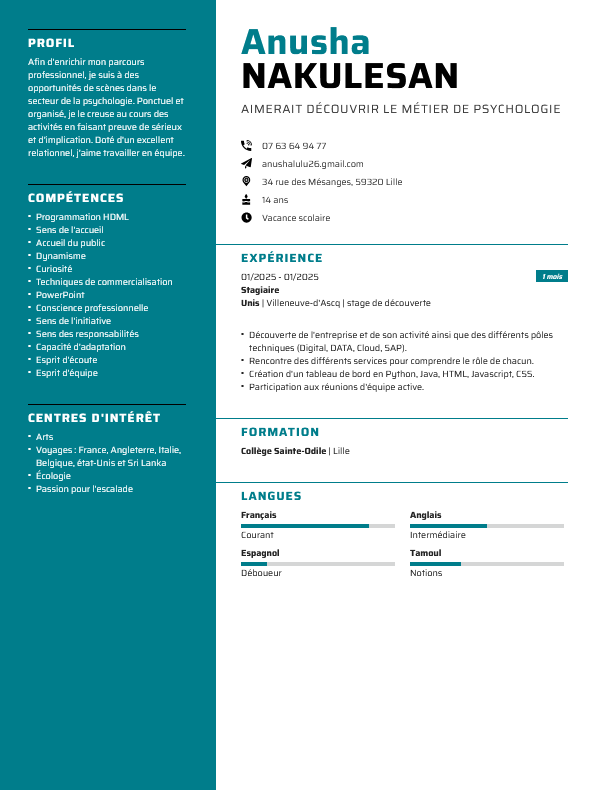 PROFIL
Afin d'enrichir mon parcours
professionnel, je suis à des
opportunités de scènes dans le
secteur de la psychologie. Ponctuel et
organisé, je le creuse au cours des
activités en faisant preuve de sérieux
et d'implication. Doté d'un excellent
relationnel, j'aime travailler en équipe.
COMPÉTENCES
• Programmation HDML
• Sens de l'accueil
• Accueil du public
• Dynamisme
• Curiosité
• Techniques de commercialisation
• PowerPoint
• Conscience professionnelle
• Sens de l'initiative
• Sens des responsabilités
• Capacité d'adaptation
• Esprit d'écoute
• Esprit d'équipe
CENTRES D'INTÉRÊT
• Arts
• Voyages : France, Angleterre, Italie,
Belgique, état-Unis et Sri Lanka
• Écologie
• Passion pour l'escalade
Anusha
NAKULESAN
AIMERAIT DÉCOUVRIR LE MÉTIER DE PSYCHOLOGIE
07 63 64 94 77
anushalulu26.gmail.com
34 rue des Mésanges, 59320 Lille
14 ans
Vacance scolaire
EXPÉRIENCE
01/2025 - 01/2025 1 mois
Stagiaire
Unis | Villeneuve-d'Ascq | stage de découverte
• Découverte de l'entreprise et de son activité ainsi que des différents pôles
techniques (Digital, DATA, Cloud, SAP).
• Rencontre des différents services pour comprendre le rôle de chacun.
• Création d'un tableau de bord en Python, Java, HTML, Javascript, CSS.
• Participation aux réunions d'équipe active.
FORMATION
Collège Sainte-Odile | Lille
LANGUES
Français Anglais
Courant Intermédiaire
Espagnol Tamoul
Déboueur Notions